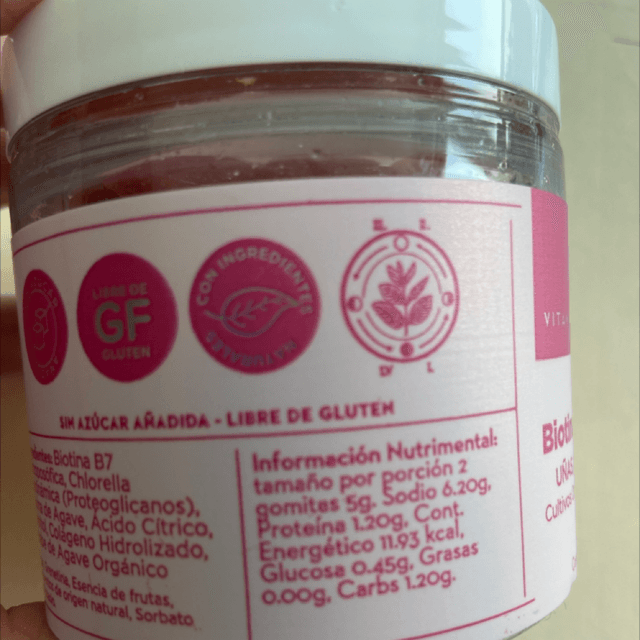 LIBRE DE
GF
GLUTEN
CON INGREDIENTES
NATURALES
SIN AZÚCAR AÑADIDA - LIBRE DE GLUTEN
Biotina B7
Chlorella
(Proteoglicanos),
de Agave, Ácido Cítrico,
Colágeno Hidrolizado,
de Agave Orgánico
Esencia de frutas,
de origen natural, Sorbato
Información Nutrimental:
tamaño por porción 2
gomitas 5g, Sodio 6.20g,
Proteína 1.20g, Cont.
Energético 11.93 kcal,
Glucosa 0.45g, Grasas
0.00g, Carbs 1.20g.